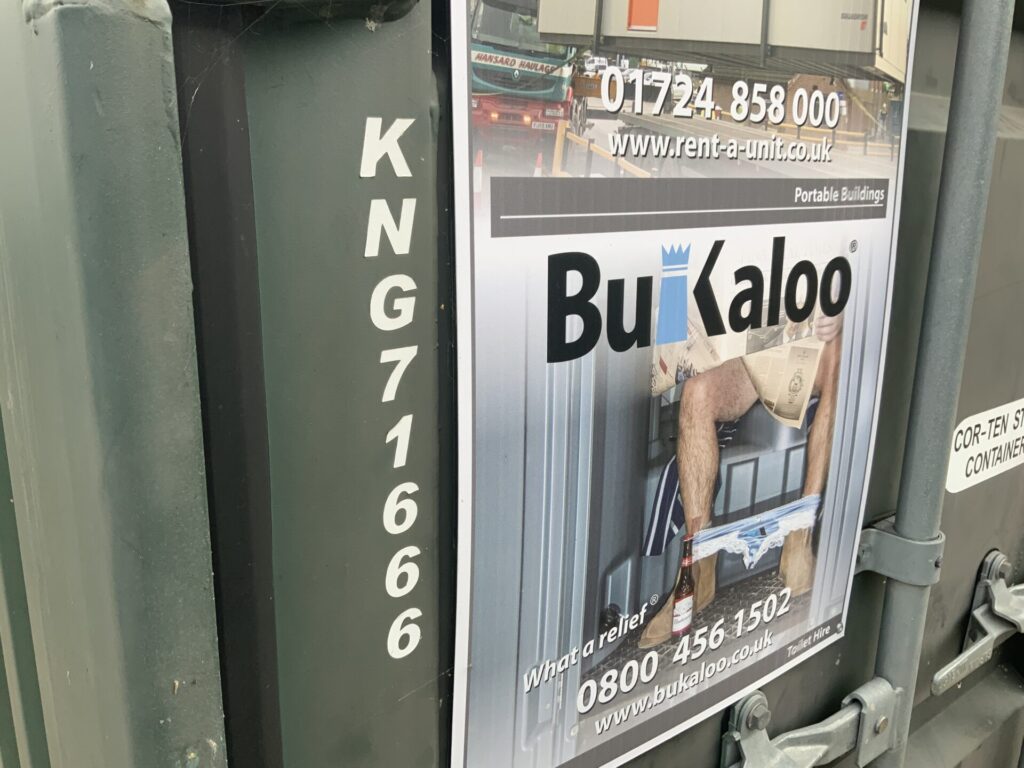 KNG71666
HANSARD HAULAGE
01724 858 000
www.rent-a-unit.co.uk
Portable Buildings
BuKaloo®
What a relief®
0800 456 1502
www.bukaloo.co.uk
Toilet Hire
COR-TEN ST
CONTAINER